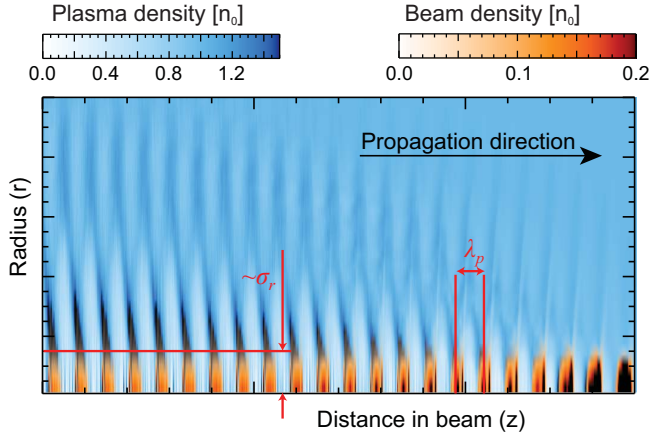 Plasma density [n₀]
Beam density [n₀]
0.0 0.4 0.8 1.2
0.0 0.1 0.2
Propagation direction
Radius (r)
~σᵣ
λₚ
Distance in beam (z)